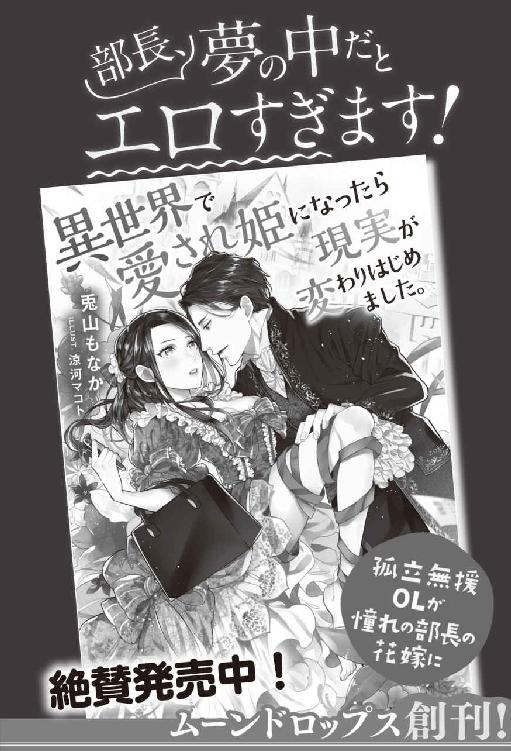 部長、夢の中だと
エロすぎます!
異世界で
愛され姫になったら
現実が
変わりはじめ
ました。
兎山もなか
ILLUST 涼河マコト
孤立無援
OLが
憧れの部長の
花嫁に
絶賛発売中!
ムーンドロップス創刊!